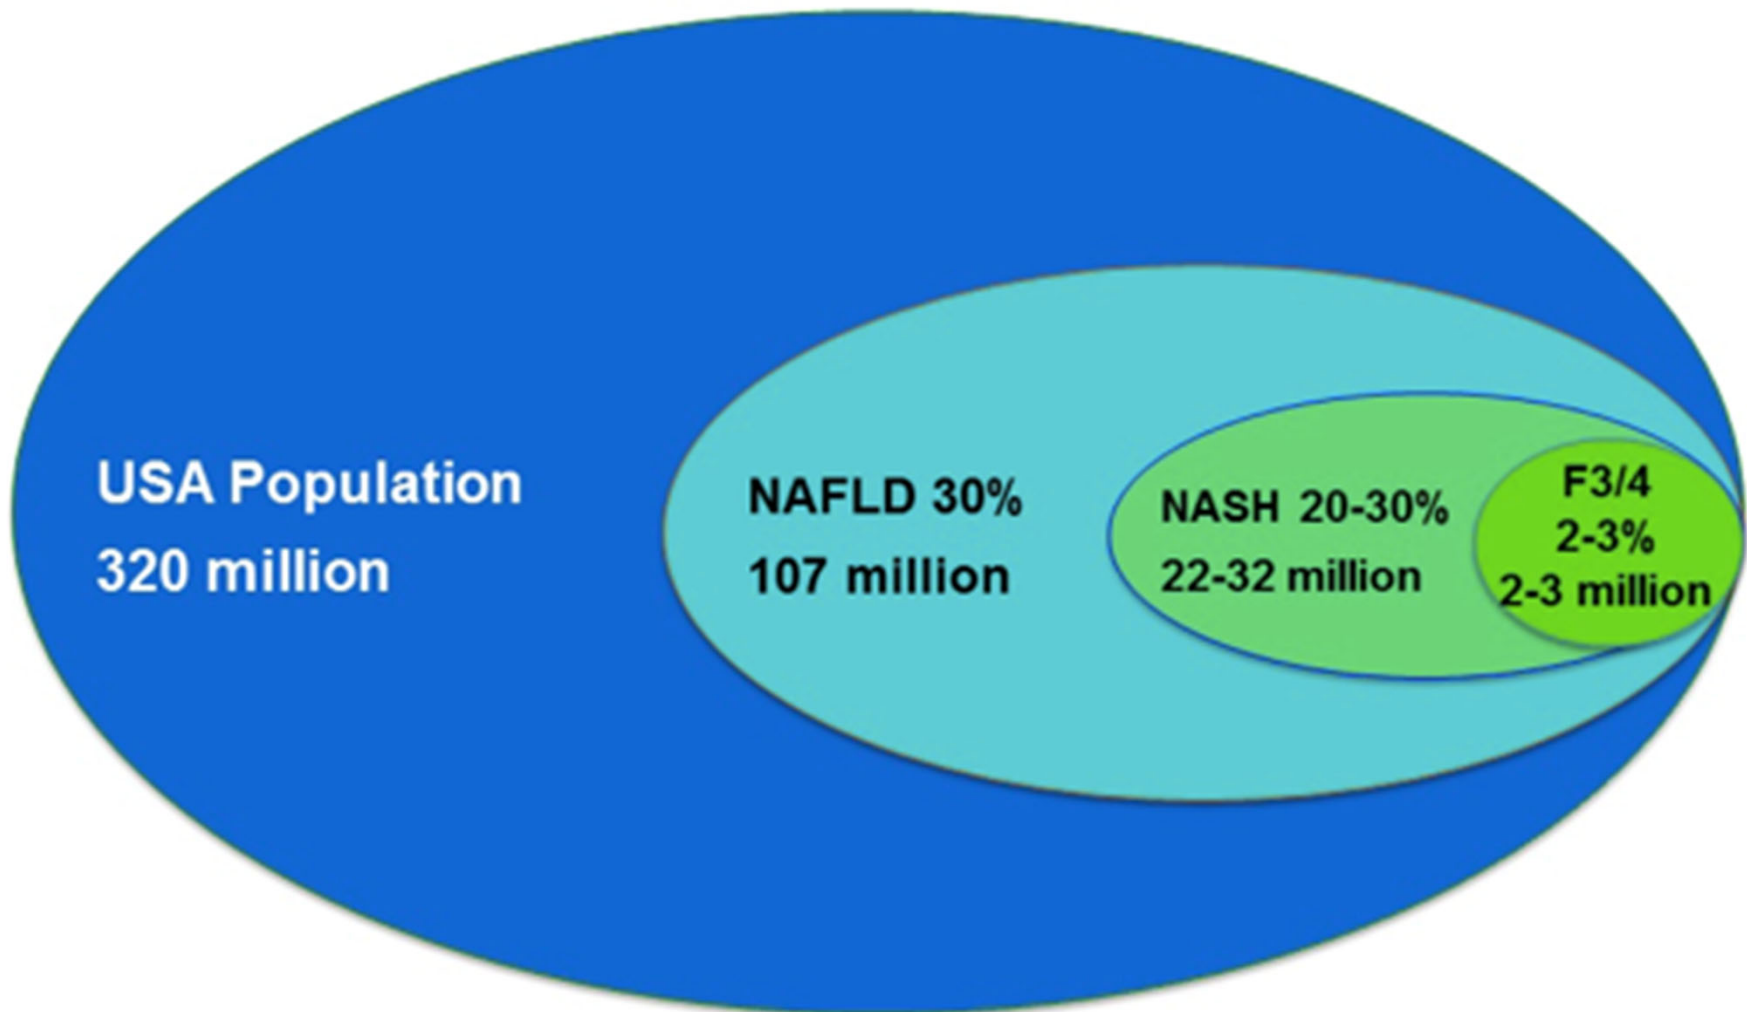 USA Population
320 million
NAFLD 30%
107 million
NASH 20-30%
22-32 million
F3/4
2-3%
2-3 million